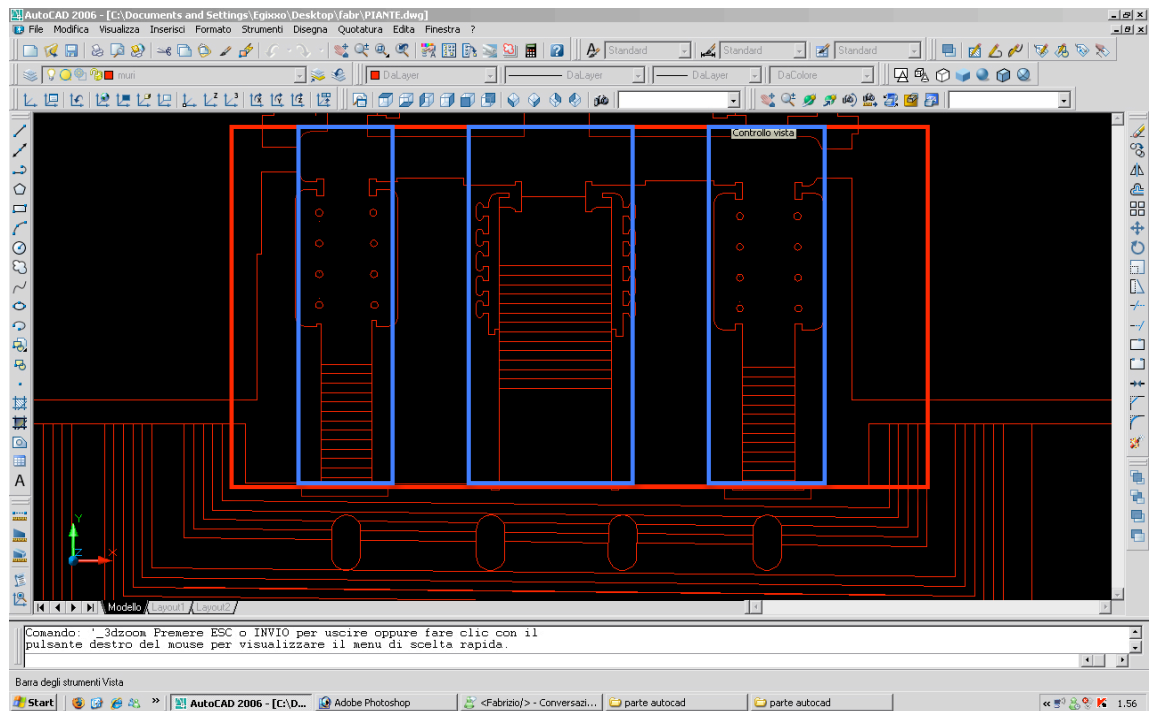 AutoCAD 2006 - [C:\Documents and Settings\Egixxo\Desktop\fabr\PIANTE.dwg]
File Modifica Visualizza Inserisci Formato Strumenti Disegna Quotatura Edita Finestra ?
Standard Standard Standard
muri DaLayer DaLayer DaLayer DaColore
Controllo vista
Y
Z X
Modello Layout1 Layout2
Comando: '_3dzoom Premere ESC o INVIO per uscire oppure fare clic con il
pulsante destro del mouse per visualizzare il menu di scelta rapida.
Barra degli strumenti Vista
Start » AutoCAD 2006 - [C:\D... Adobe Photoshop <Fabrizio/> - Conversazi... parte autocad parte autocad « 1.56